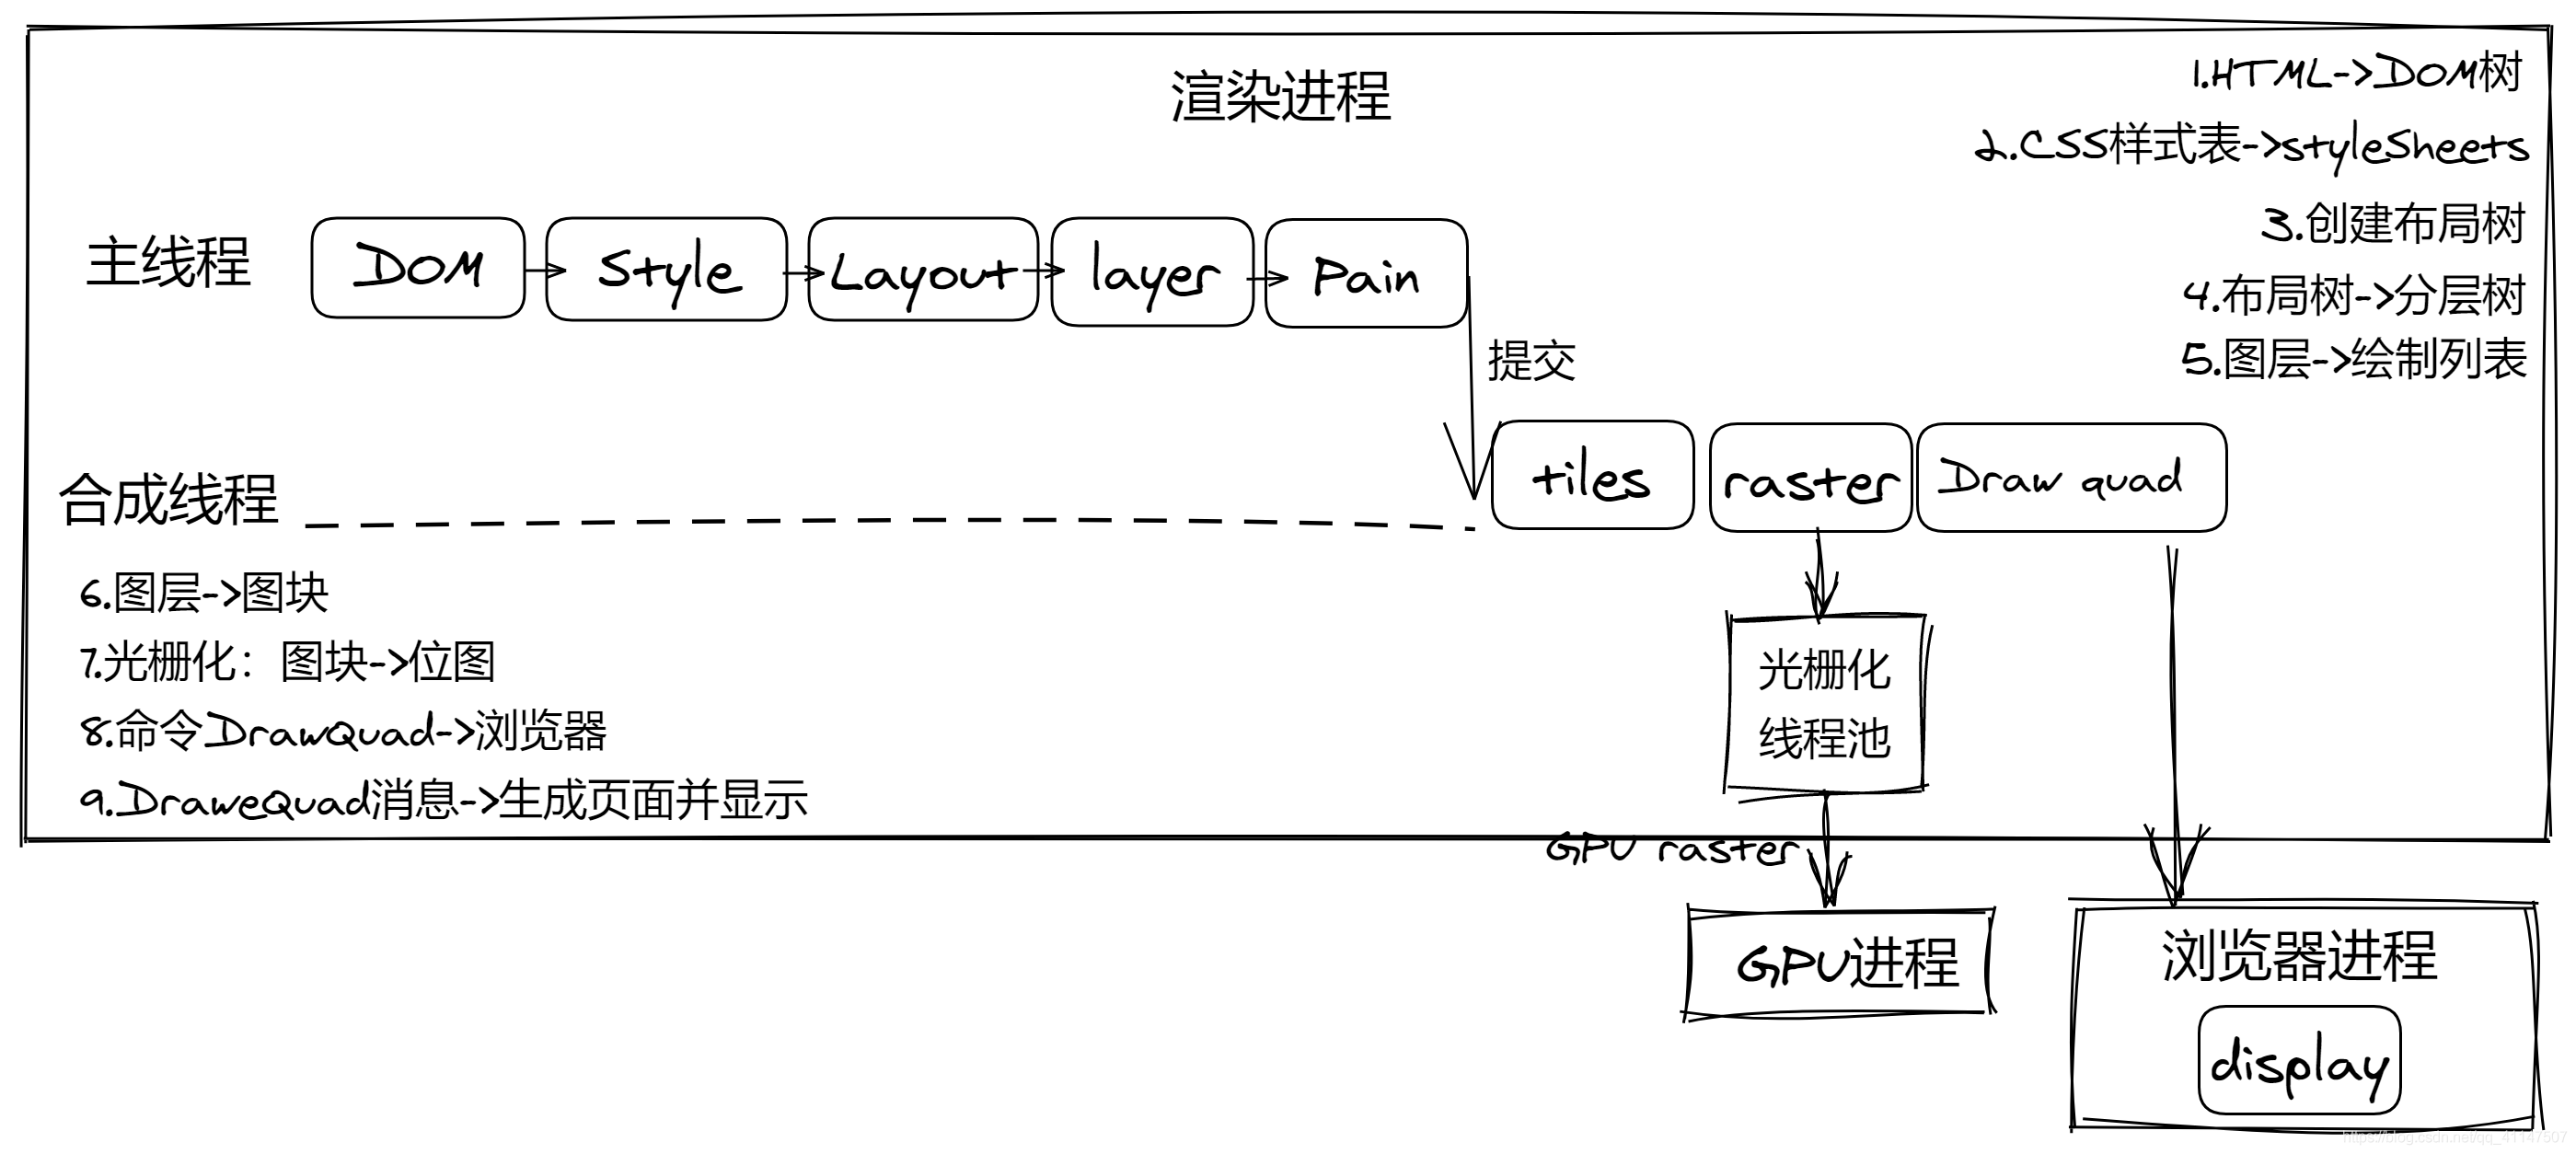 渲染进程
1.HTML->DOM树
2.CSS样式表->styleSheets
3.创建布局树
4.布局树->分层树
5.图层->绘制列表
主线程
DOM
Style
Layout
layer
Pain
提交
合成线程
tiles
raster
Draw quad
6.图层->图块
7.光栅化：图块->位图
8.命令DrawQuad->浏览器
9.DraweQuad消息->生成页面并显示
光栅化
线程池
GPU raster
GPU进程
浏览器进程
display
https://blog.csdn.net/qq_41147507